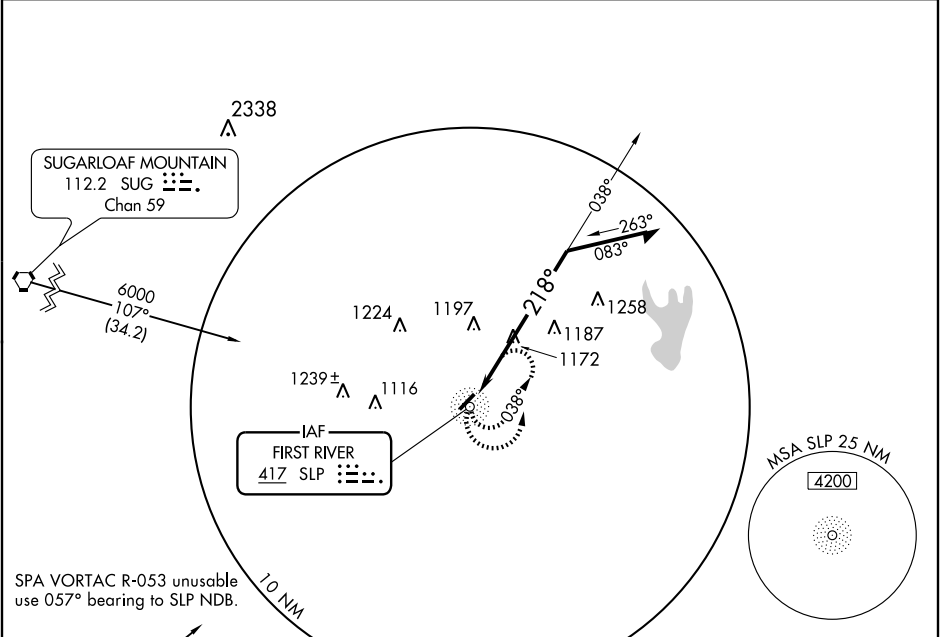 2338
SUGARLOAF MOUNTAIN
112.2 SUG
Chan 59
038°
263°
083°
6000
107°
(34.2)
218°
1224
1197
1258
1187
1172
1239±
1116
038°
IAF
FIRST RIVER
417 SLP
MSA SLP 25 NM
4200
SPA VORTAC R-053 unusable
use 057° bearing to SLP NDB.
10 NM